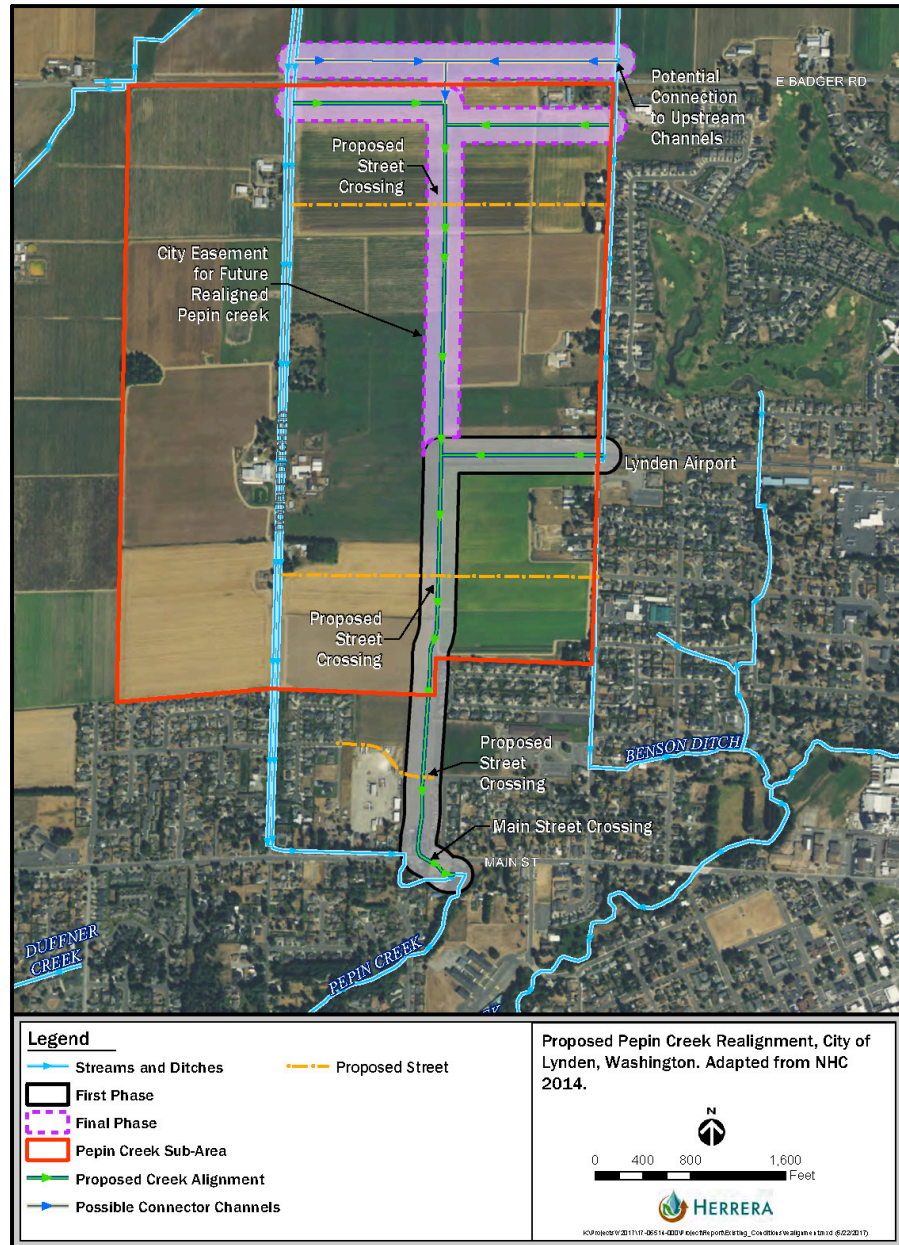 E BADGER RD
Potential
Connection
to Upstream
Channels
Proposed
Street
Crossing
City Easement
for Future
Realigned
Pepin creek
Lynden Airport
Proposed
Street
Crossing
Proposed
Street
Crossing
BENSON DITCH
Main Street Crossing
MAIN ST
DUFFNER
CREEK
PEPIN CREEK
Legend
Streams and Ditches
First Phase
Final Phase
Pepin Creek Sub-Area
Proposed Creek Alignment
Possible Connector Channels
Proposed Street
Proposed Pepin Creek Realignment, City of
Lynden, Washington. Adapted from NHC
2014.
N
0 400 800 1,600
Feet
HERRERA